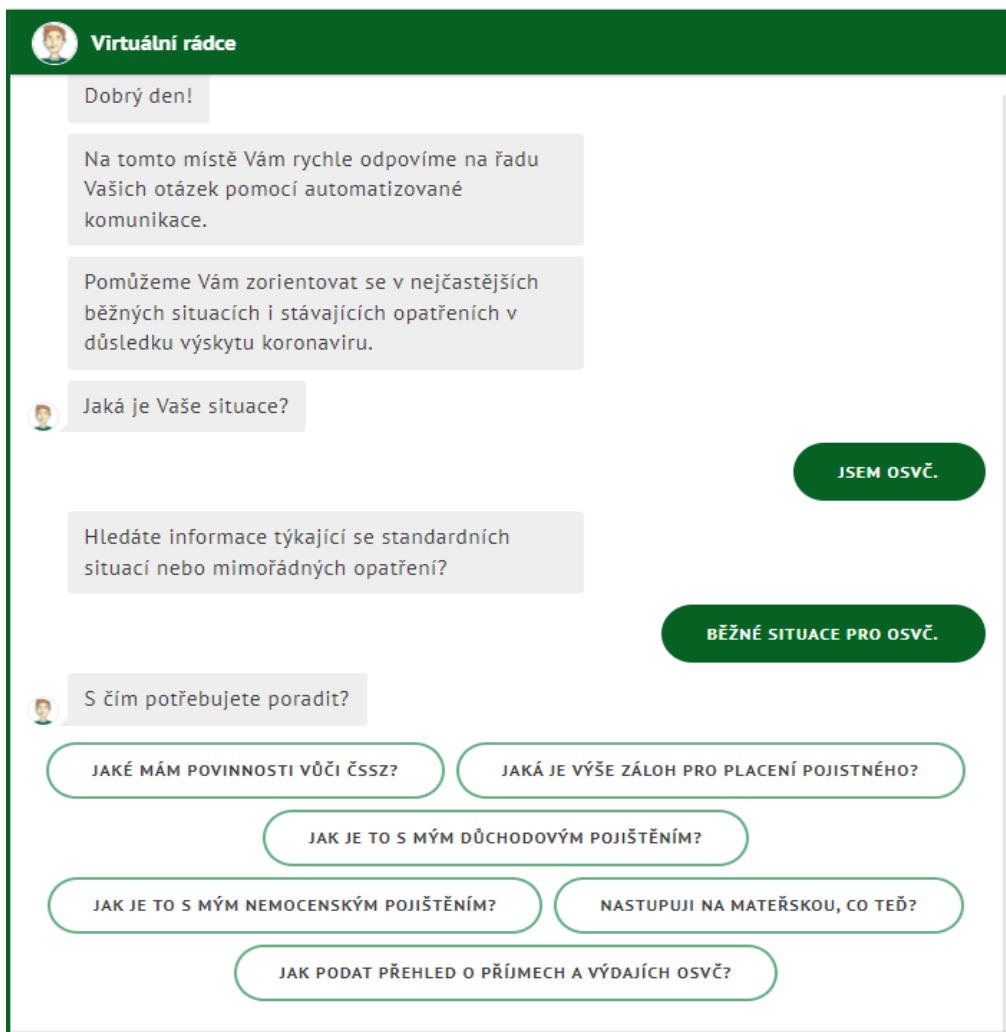 Virtuální rádce
Dobrý den!
Na tomto místě Vám rychle odpovíme na řadu
Vašich otázek pomocí automatizované
komunikace.
Pomůžeme Vám zorientovat se v nejčastějších
běžných situacích i stávajících opatřeních v
důsledku výskytu koronaviru.
Jaká je Vaše situace?
JSEM OSVČ.
Hledáte informace týkající se standardních
situací nebo mimořádných opatření?
BĚŽNÉ SITUACE PRO OSVČ.
S čím potřebujete poradit?
JAKÉ MÁM POVINNOSTI VŮČI ČSSZ?
JAKÁ JE VÝŠE ZÁLOH PRO PLACENÍ POJISTNÉHO?
JAK JE TO S MÝM DŮCHODOVÝM POJIŠTĚNÍM?
JAK JE TO S MÝM NEMOCENSKÝM POJIŠTĚNÍM?
NASTUPUJI NA MATEŘSKOU, CO TEĎ?
JAK PODAT PŘEHLED O PŘÍJMECH A VÝDAJÍCH OSVČ?